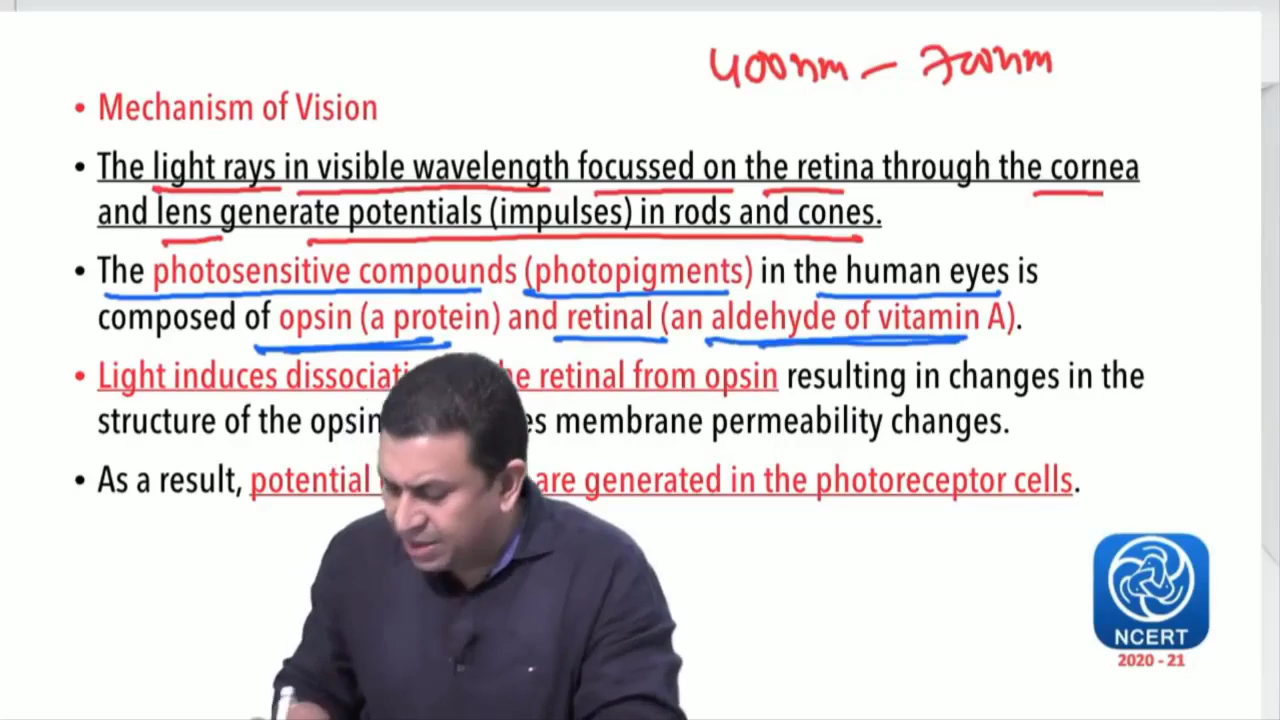 400nm – 700nm
• Mechanism of Vision
• The light rays in visible wavelength focussed on the retina through the cornea
and lens generate potentials (impulses) in rods and cones.
• The photosensitive compounds (photopigments) in the human eyes is
composed of opsin (a protein) and retinal (an aldehyde of vitamin A).
• Light induces retinal from opsin resulting in changes in the
structure of the membrane permeability changes.
• As a result, potential are generated in the photoreceptor cells.
NCERT
2020 - 21